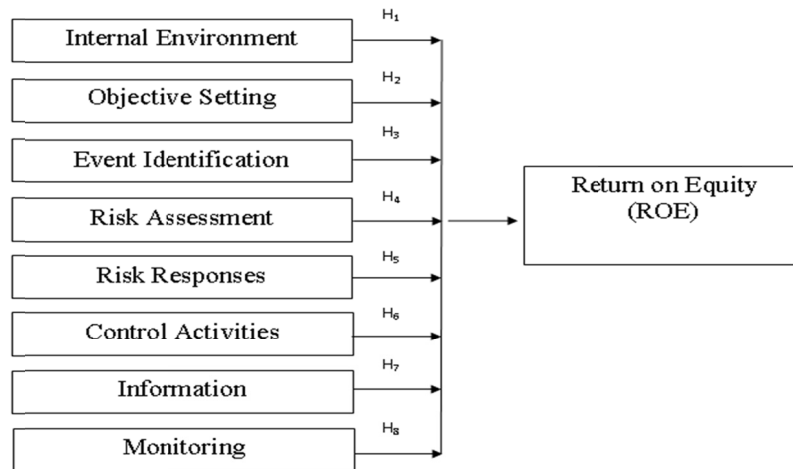 H₁
Internal Environment
H₂
Objective Setting
H₃
Event Identification
H₄
Risk Assessment
H₅
Risk Responses
H₆
Control Activities
H₇
Information
H₈
Monitoring
Return on Equity
(ROE)